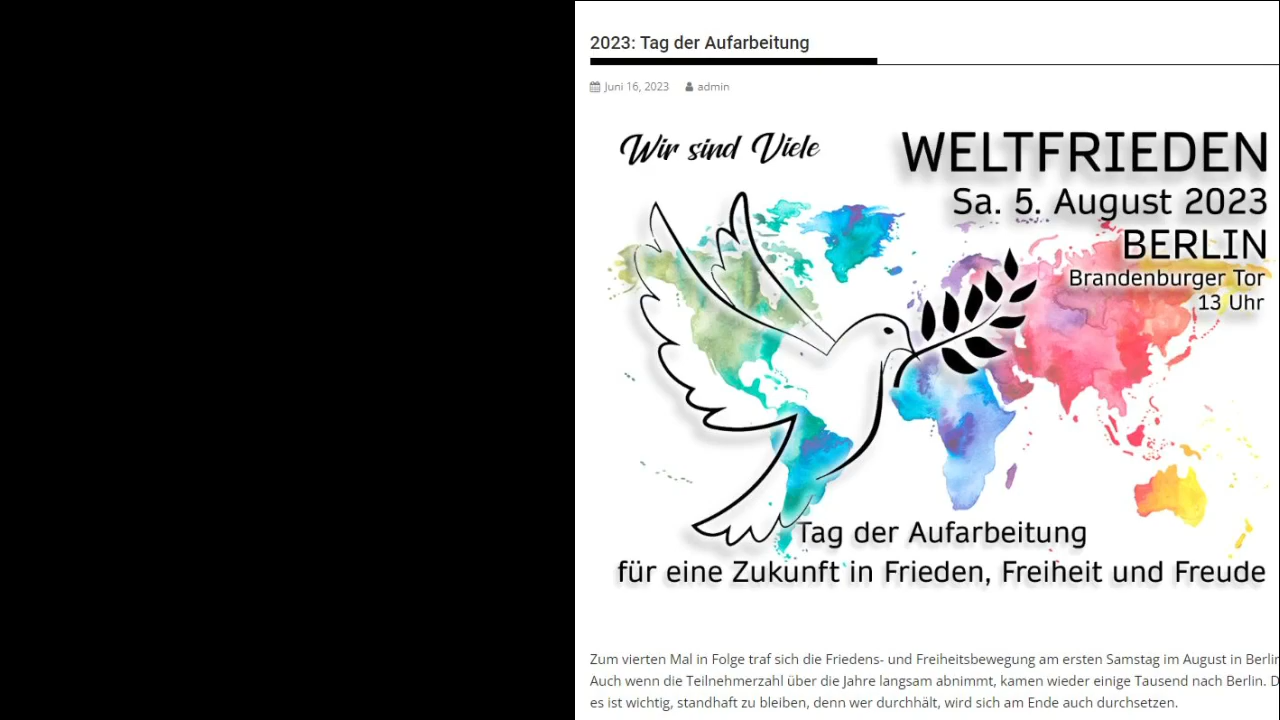 2023: Tag der Aufarbeitung
Juni 16, 2023 admin
Wir sind Viele
WELTFRIEDEN
Sa. 5. August 2023
BERLIN
Brandenburger Tor
13 Uhr
Tag der Aufarbeitung
für eine Zukunft in Frieden, Freiheit und Freude
Zum vierten Mal in Folge traf sich die Friedens- und Freiheitsbewegung am ersten Samstag im August in Berlin
Auch wenn die Teilnehmerzahl über die Jahre langsam abnimmt, kamen wieder einige Tausend nach Berlin.
es ist wichtig, standhaft zu bleiben, denn wer durchhält, wird sich am Ende auch durchsetzen.